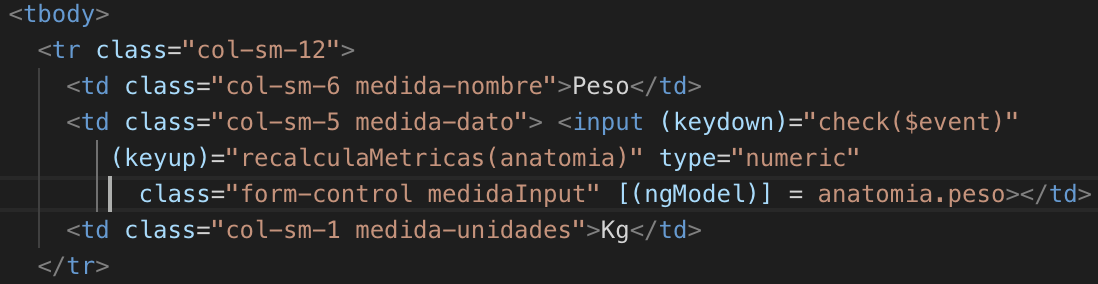 <tbody>
<tr class="col-sm-12">
<td class="col-sm-6 medida-nombre">Peso</td>
<td class="col-sm-5 medida-dato"> <input (keydown)="check($event)"
(keyup)="recalculaMetricas(anatomia)" type="numeric"
class="form-control medidaInput" [(ngModel)] = anatomia.peso></td>
<td class="col-sm-1 medida-unidades">Kg</td>
</tr>